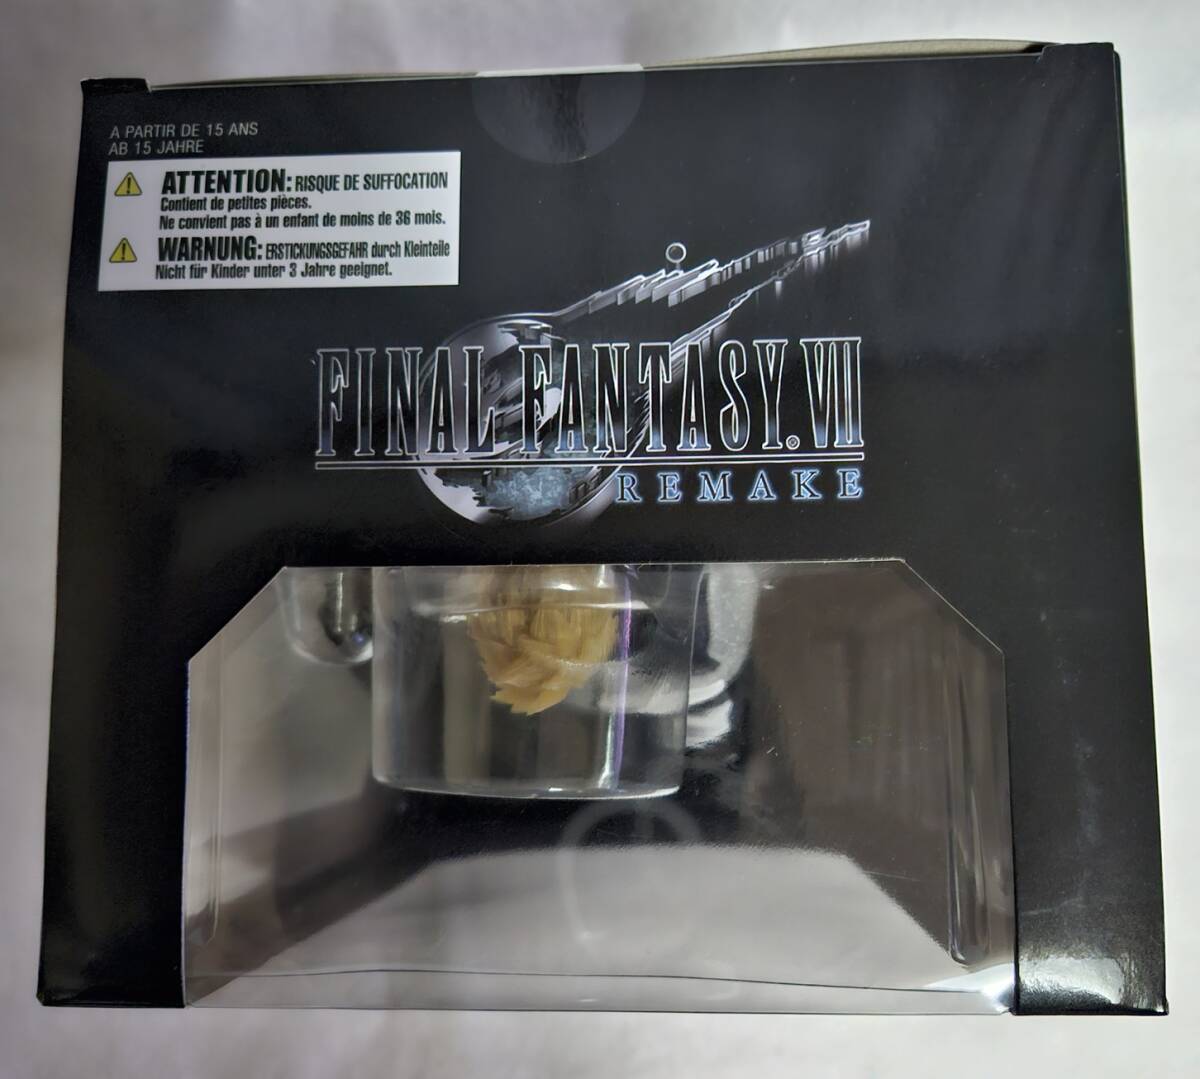 A PARTIR DE 15 ANS
AB 15 JAHRE
ATTENTION: RISQUE DE SUFFOCATION
Contient de petites pièces.
Ne convient pas à un enfant de moins de 36 mois.
WARNUNG: ERSTICKUNGSGEFAHR durch Kleinteile
Nicht für Kinder unter 3 Jahre geeignet.
FINAL FANTASY® VII
REMAKE